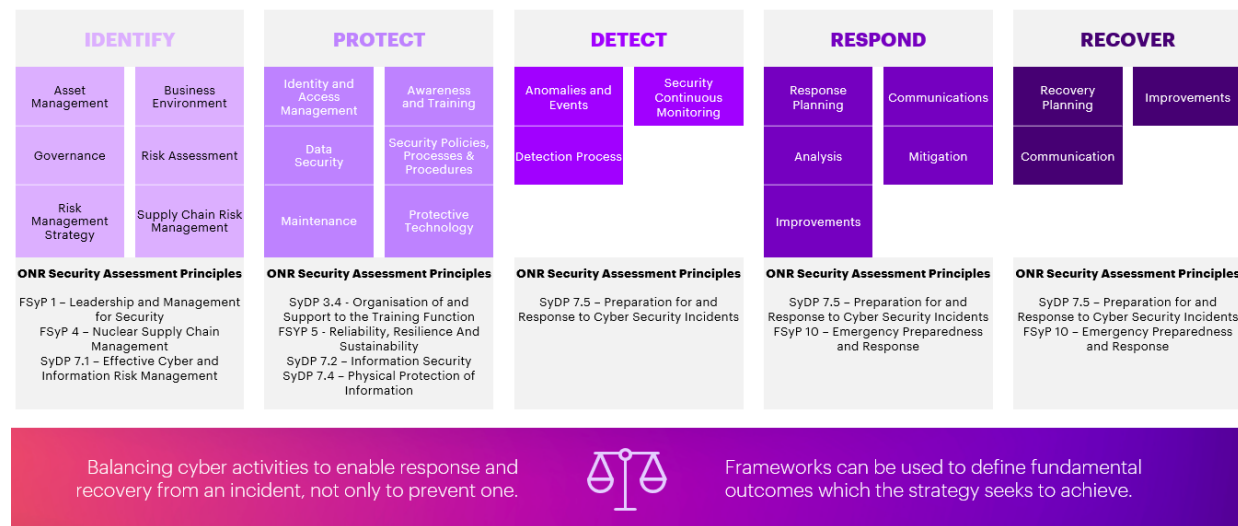 IDENTIFY
Asset
Management
Business
Environment
Governance
Risk Assessment
Risk
Management
Strategy
Supply Chain Risk
Management
ONR Security Assessment Principles
FSyP 1 – Leadership and Management
for Security
FSyP 4 – Nuclear Supply Chain
Management
SyDP 7.1 – Effective Cyber and
Information Risk Management
PROTECT
Identity and
Access
Management
Awareness
and Training
Data
Security
Security Policies,
Processes &
Procedures
Maintenance
Protective
Technology
ONR Security Assessment Principles
SyDP 3.4 - Organisation of and
Support to the Training Function
FSYP 5 - Reliability, Resilience And
Sustainability
SyDP 7.2 – Information Security
SyDP 7.4 – Physical Protection of
Information
DETECT
Anomalies and
Events
Security
Continuous
Monitoring
Detection Process
ONR Security Assessment Principles
SyDP 7.5 – Preparation for and
Response to Cyber Security Incidents
RESPOND
Response
Planning
Communications
Analysis
Mitigation
Improvements
ONR Security Assessment Principles
SyDP 7.5 – Preparation for and
Response to Cyber Security Incidents
FSyP 10 – Emergency Preparedness
and Response
RECOVER
Recovery
Planning
Improvements
Communication
ONR Security Assessment Principles
SyDP 7.5 – Preparation for and
Response to Cyber Security Incidents
FSyP 10 – Emergency Preparedness
and Response
Balancing cyber activities to enable response and
recovery from an incident, not only to prevent one.
Frameworks can be used to define fundamental
outcomes which the strategy seeks to achieve.